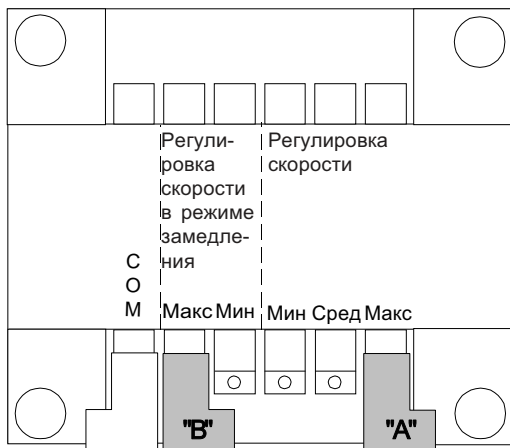 Регули-
ровка
скорости
в режиме
замедле-
ния
Регулировка
скорости
С
О
М
Макс Мин
Мин Сред Макс
"B"
"A"